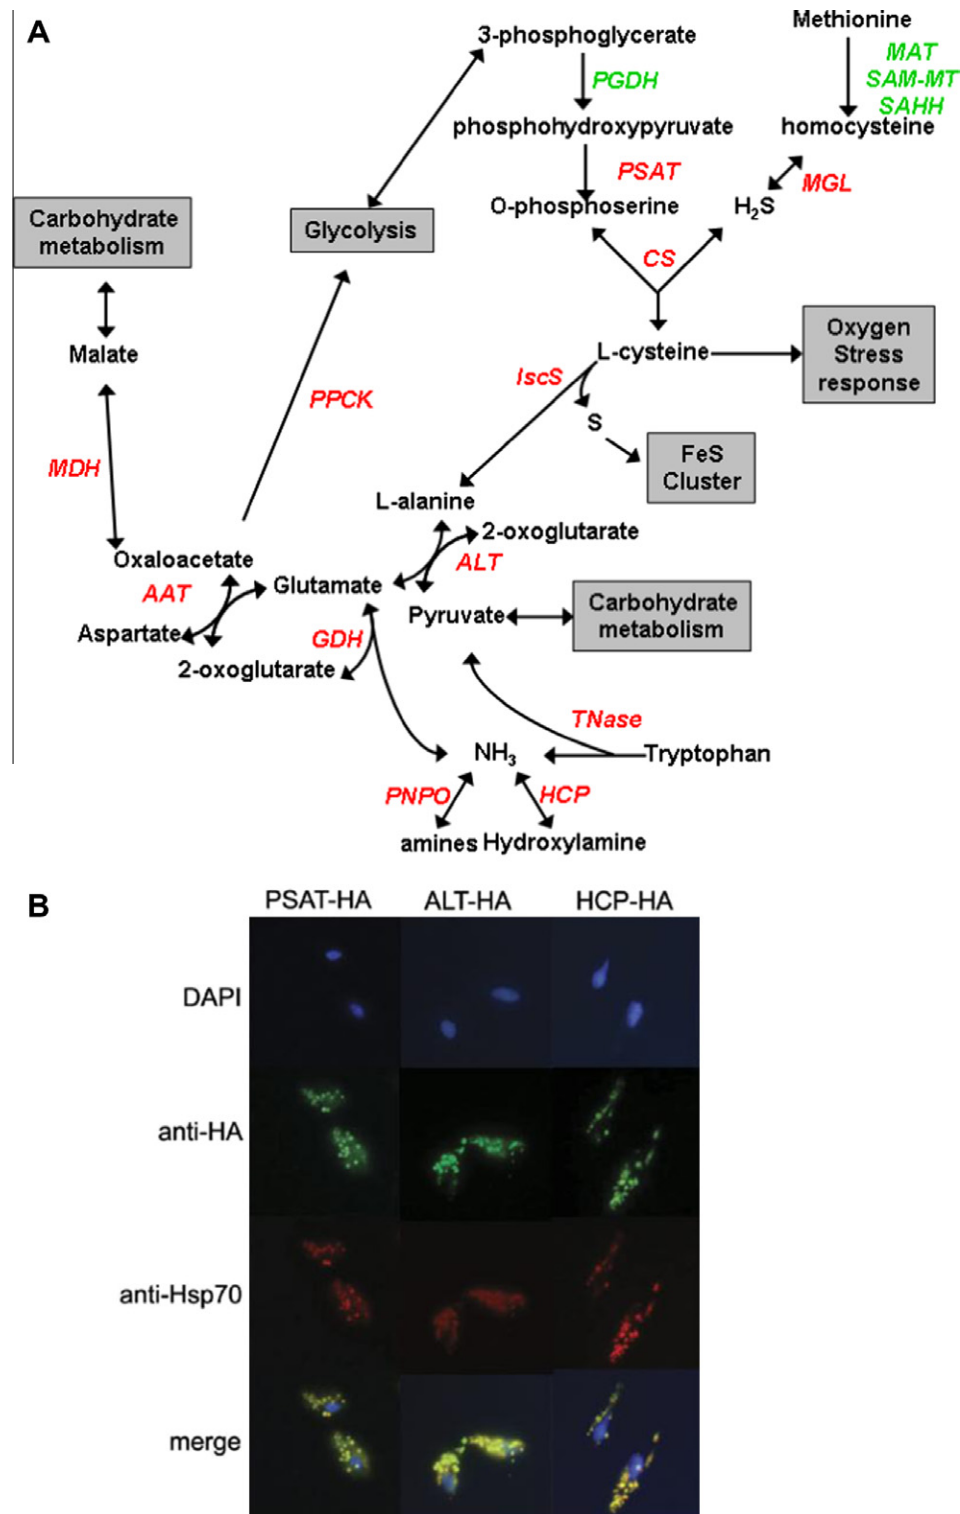 A
3-phosphoglycerate
Methionine
PGDH
MAT
SAM-MT
SAHH
phosphohydroxypyruvate
homocysteine
PSAT
MGL
O-phosphoserine
H₂S
Carbohydrate
metabolism
Glycolysis
CS
Malate
L-cysteine
Oxygen
Stress
response
IscS
PPCK
S
FeS
Cluster
MDH
L-alanine
2-oxoglutarate
Oxaloacetate
ALT
AAT
Glutamate
Aspartate
Pyruvate
Carbohydrate
metabolism
GDH
2-oxoglutarate
TNase
NH₃
Tryptophan
PNPO
HCP
amines
Hydroxylamine
B
PSAT-HA
ALT-HA
HCP-HA
DAPI
anti-HA
anti-Hsp70
merge